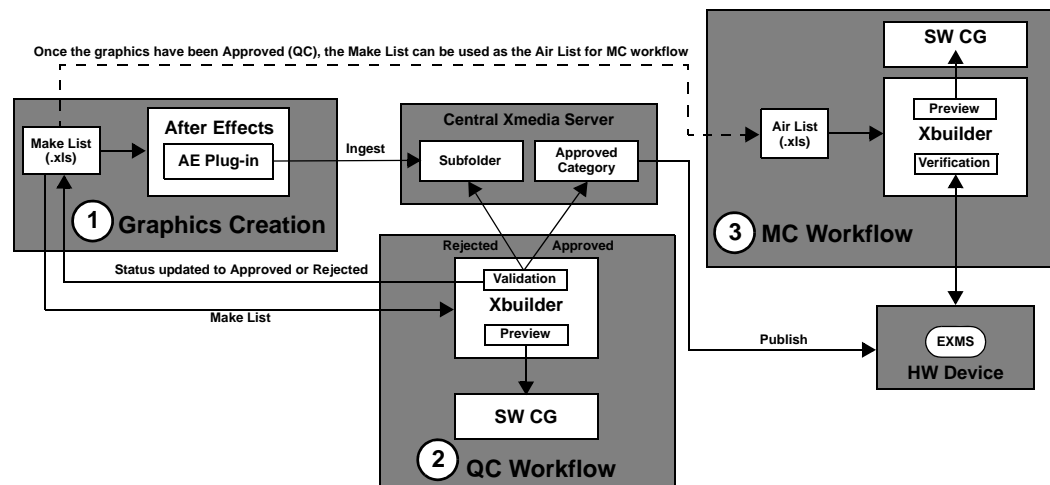 Once the graphics have been Approved (QC), the Make List can be used as the Air List for MC workflow
Make List
(.xls)
After Effects
AE Plug-in
1
Graphics Creation
Ingest
Central Xmedia Server
Subfolder
Approved
Category
Rejected
Approved
Status updated to Approved or Rejected
Make List
Validation
Xbuilder
Preview
SW CG
2
QC Workflow
SW CG
Preview
Xbuilder
Verification
Air List
(.xls)
3
MC Workflow
Publish
EXMS
HW Device